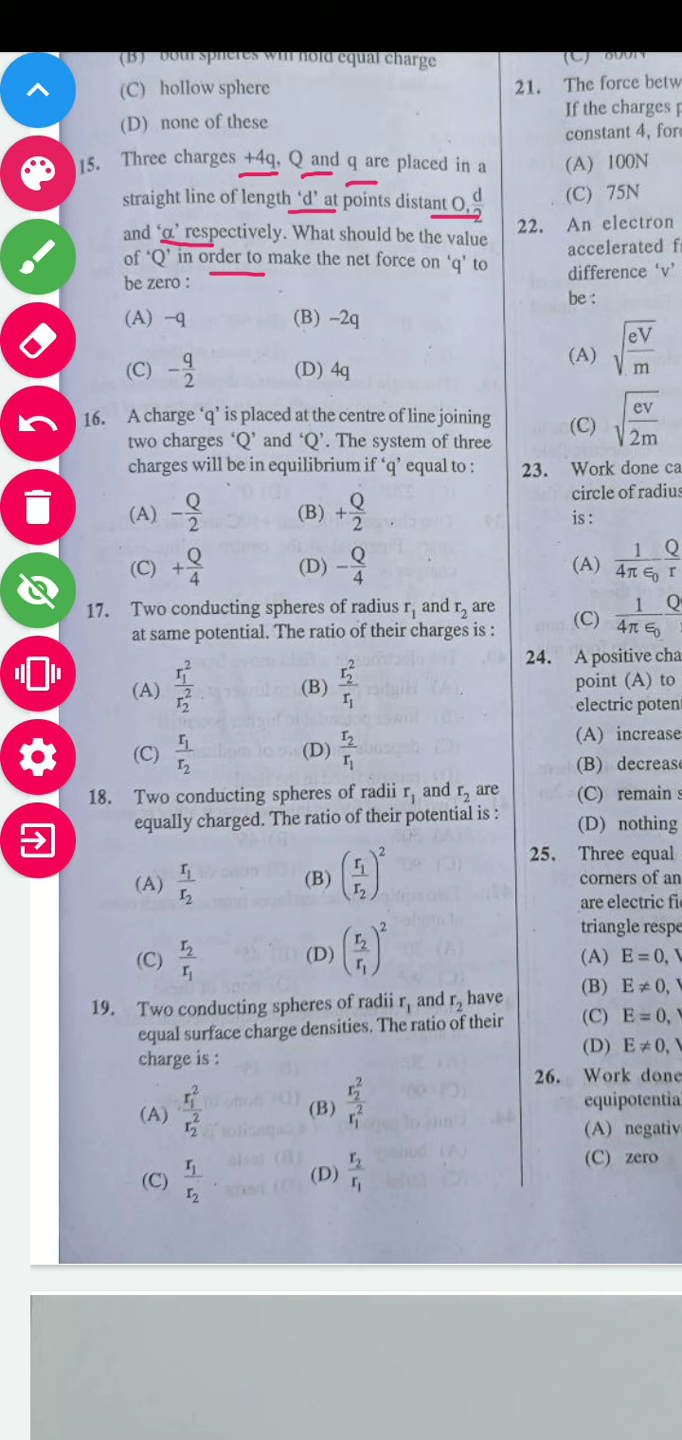 (B) both spheres will hold equal charge
(C) hollow sphere
(D) none of these
15. Three charges +4q, Q and q are placed in a
straight line of length ‘d’ at points distant O, d/2
and ‘α’ respectively. What should be the value
of ‘Q’ in order to make the net force on ‘q’ to
be zero :
(A) –q (B) –2q
(C) –q/2 (D) 4q
16. A charge ‘q’ is placed at the centre of line joining
two charges ‘Q’ and ‘Q’. The system of three
charges will be in equilibrium if ‘q’ equal to :
(A) –Q/2 (B) +Q/2
(C) +Q/4 (D) –Q/4
17. Two conducting spheres of radius r₁ and r₂ are
at same potential. The ratio of their charges is :
(A) r₁²/r₂² (B) r₂²/r₁
(C) r₁/r₂ (D) r₂/r₁
18. Two conducting spheres of radii r₁ and r₂ are
equally charged. The ratio of their potential is :
(A) r₁/r₂ (B) (r₁/r₂)²
(C) r₂/r₁ (D) (r₂/r₁)²
19. Two conducting spheres of radii r₁ and r₂ have
equal surface charge densities. The ratio of their
charge is :
(A) r₁²/r₂² (B) r₂²/r₁²
(C) r₁/r₂ (D) r₂/r₁
(C) 800N
21. The force betw
If the charges
constant 4, for
(A) 100N
(C) 75N
22. An electron
accelerated f
difference ‘v’
be :
(A) √(eV/m)
(C) √(ev/2m)
23. Work done ca
circle of radius
is :
(A) 1/4π∈₀ Q/r
(C) 1/4π∈₀ Q
24. A positive cha
point (A) to
electric poten
(A) increase
(B) decrease
(C) remain s
(D) nothing
25. Three equal
corners of an
are electric fi
triangle respe
(A) E = 0, V
(B) E ≠ 0, V
(C) E = 0, V
(D) E ≠ 0, V
26. Work done
equipotentia
(A) negativ
(C) zero